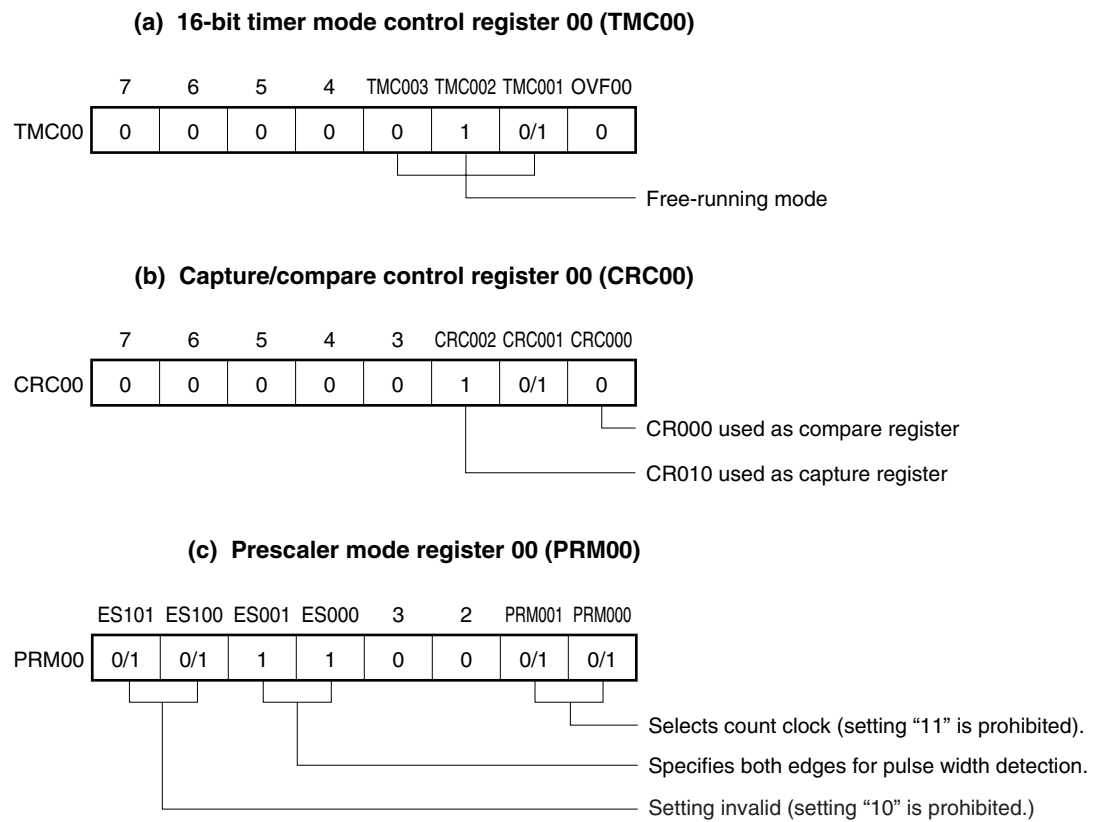 (a) 16-bit timer mode control register 00 (TMC00)
7 6 5 4 TMC003 TMC002 TMC001 OVF00
TMC00 0 0 0 0 0 1 0/1 0
Free-running mode
(b) Capture/compare control register 00 (CRC00)
7 6 5 4 3 CRC002 CRC001 CRC000
CRC00 0 0 0 0 0 1 0/1 0
CR000 used as compare register
CR010 used as capture register
(c) Prescaler mode register 00 (PRM00)
ES101 ES100 ES001 ES000 3 2 PRM001 PRM000
PRM00 0/1 0/1 1 1 0 0 0/1 0/1
Selects count clock (setting “11” is prohibited).
Specifies both edges for pulse width detection.
Setting invalid (setting “10” is prohibited.)